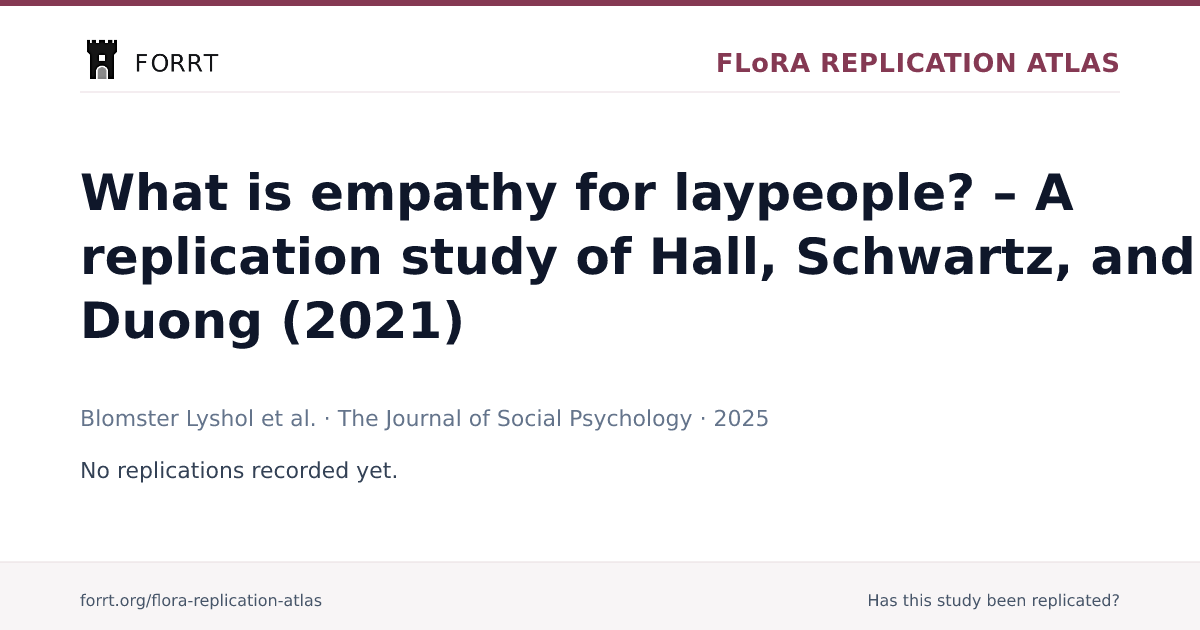 FORRT
FLoRA REPLICATION ATLAS
What is empathy for laypeople? – A
replication study of Hall, Schwartz, and
Duong (2021)
Blomster Lyshol et al. · The Journal of Social Psychology · 2025
No replications recorded yet.
forrt.org/flora-replication-atlas
Has this study been replicated?